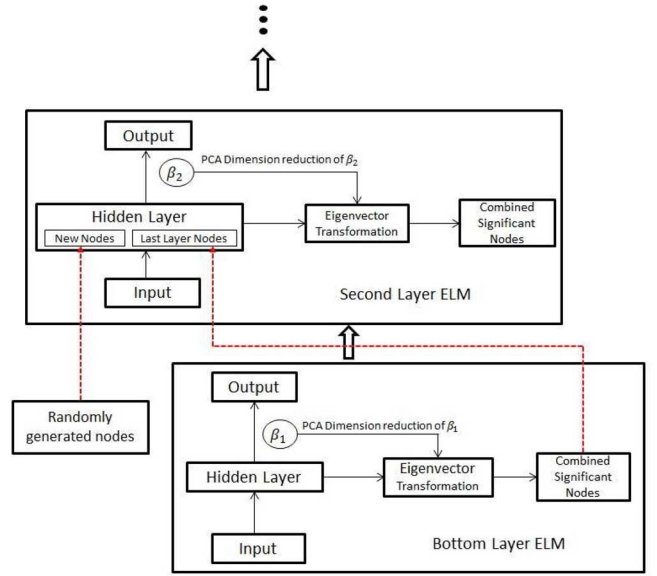 Output
β2
PCA Dimension reduction of β2
Hidden Layer
New Nodes
Last Layer Nodes
Eigenvector
Transformation
Combined
Significant
Nodes
Input
Second Layer ELM
Randomly
generated nodes
Output
β1
PCA Dimension reduction of β1
Hidden Layer
Eigenvector
Transformation
Combined
Significant
Nodes
Input
Bottom Layer ELM